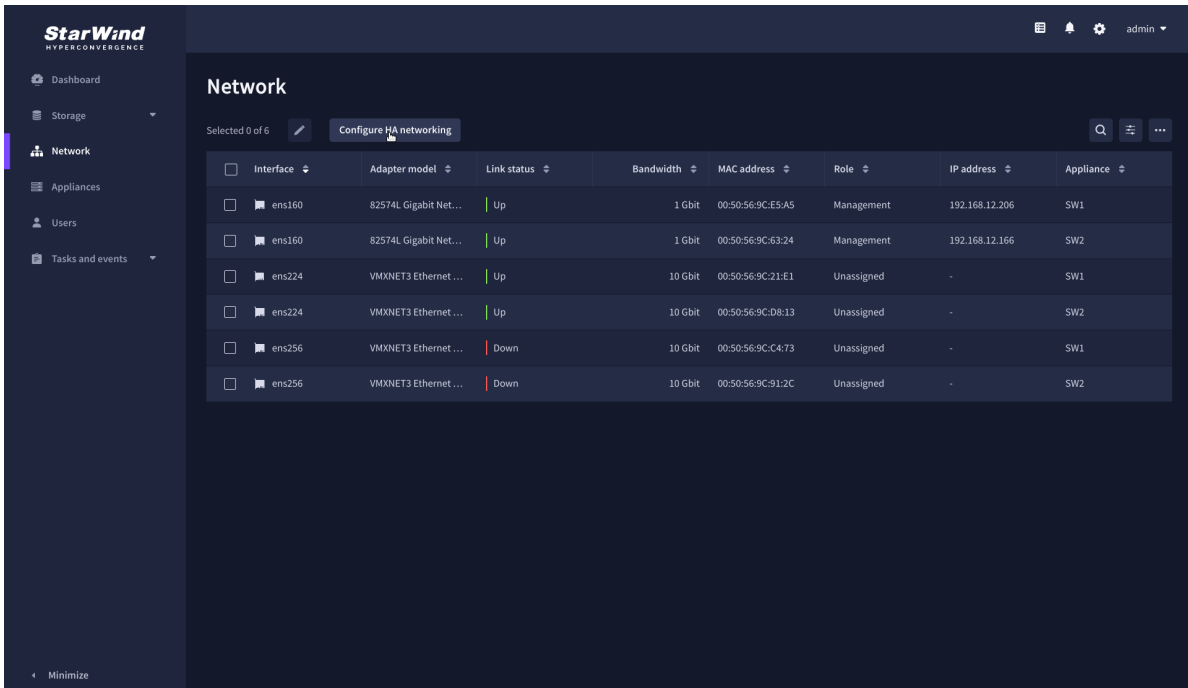 StarWind
HYPERCONVERGENCE
admin
Dashboard
Storage
Network
Appliances
Users
Tasks and events
Minimize
Network
Selected 0 of 6
Configure HA networking
Interface Adapter model Link status Bandwidth MAC address Role IP address Appliance
ens160 82574L Gigabit Net... Up 1 Gbit 00:50:56:9C:E5:A5 Management 192.168.12.206 SW1
ens160 82574L Gigabit Net... Up 1 Gbit 00:50:56:9C:63:24 Management 192.168.12.166 SW2
ens224 VMXNET3 Ethernet ... Up 10 Gbit 00:50:56:9C:21:E1 Unassigned - SW1
ens224 VMXNET3 Ethernet ... Up 10 Gbit 00:50:56:9C:D8:13 Unassigned - SW2
ens256 VMXNET3 Ethernet ... Down 10 Gbit 00:50:56:9C:C4:73 Unassigned - SW1
ens256 VMXNET3 Ethernet ... Down 10 Gbit 00:50:56:9C:91:2C Unassigned - SW2